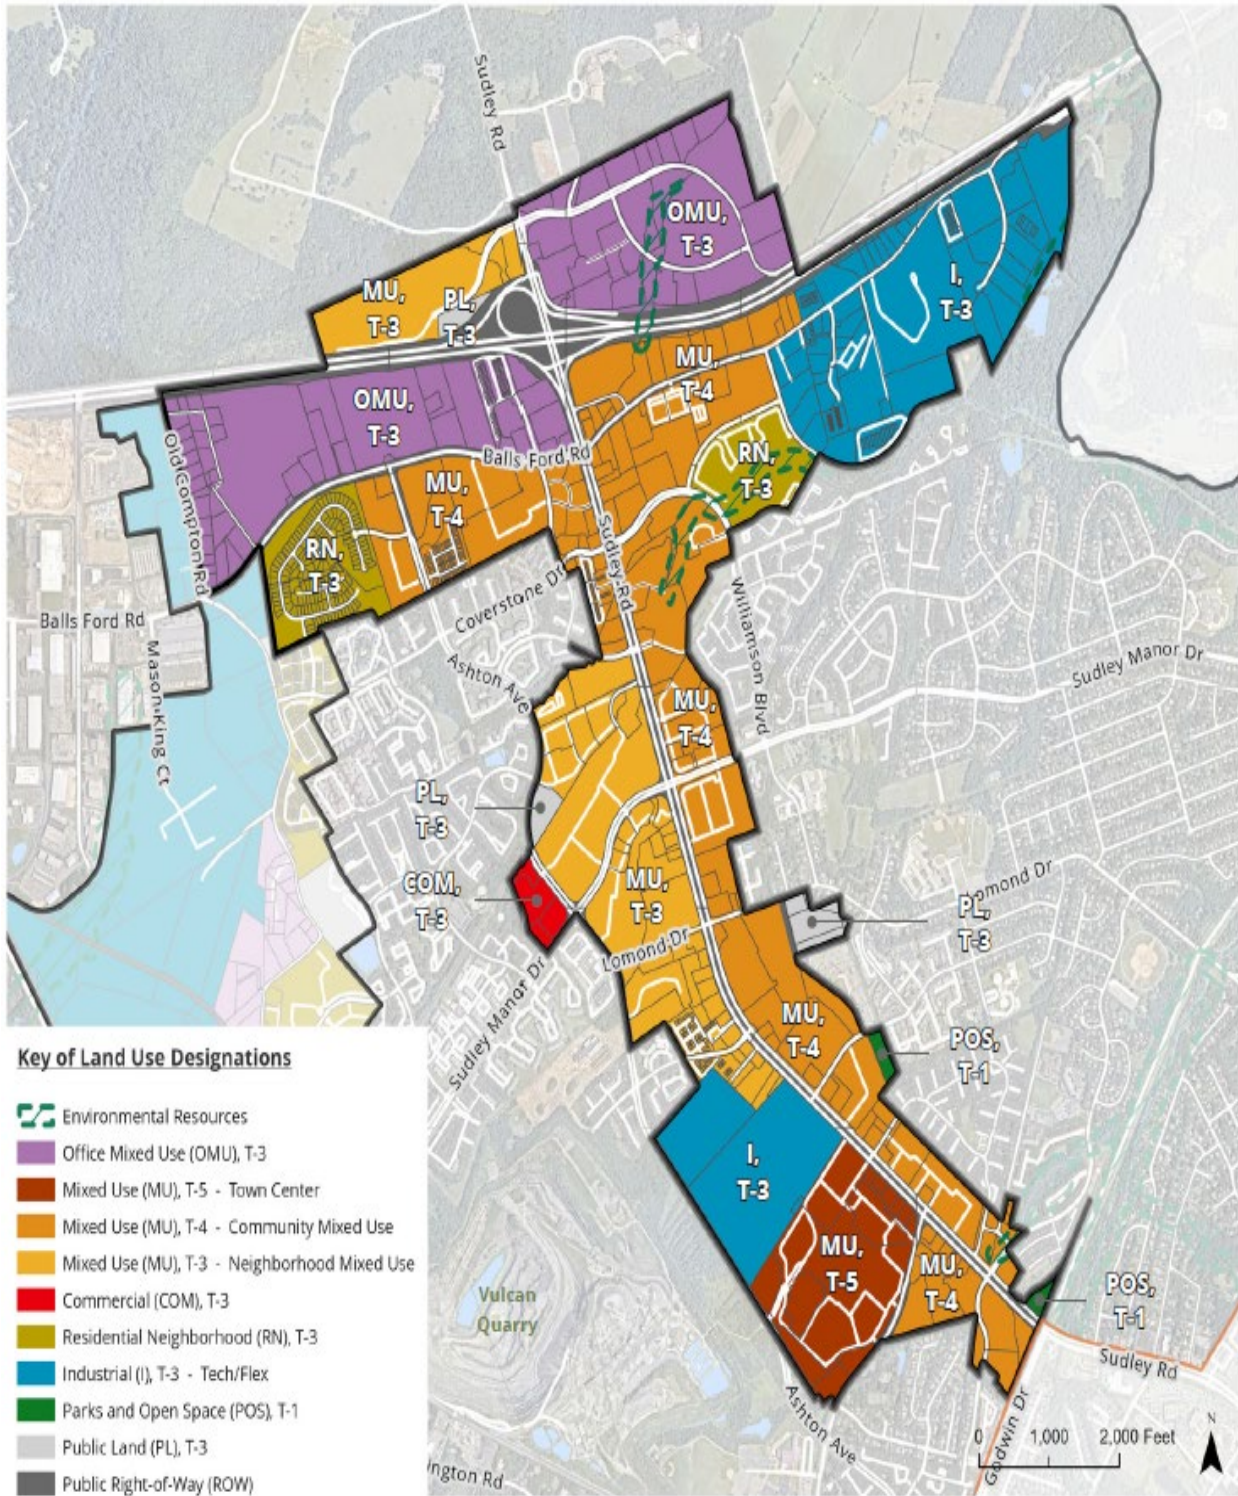 Sudley Rd
OMU,
T-3
MU,
T-3
PL,
T-3
I,
T-3
MU,
T-4
OMU,
T-3
Balls Ford Rd
RN,
T-3
MU,
T-4
Old Compton Rd
RN,
T-3
Sudley Rd
Coverstone Dr
Balls Ford Rd
Williamson Blvd
Mason King Ct
Ashton Ave
Sudley Manor Dr
MU,
T-4
PL,
T-3
COM,
T-3
MU,
T-3
Lomond Dr
PL,
T-3
Lomond Dr
Sudley Manor Dr
MU,
T-4
POS,
T-1
I,
T-3
MU,
T-5
MU,
T-4
POS,
T-1
Vulcan
Quarry
Sudley Rd
Ashton Ave
Godwin Dr
ington Rd
0 1,000 2,000 Feet
N
Key of Land Use Designations
Environmental Resources
Office Mixed Use (OMU), T-3
Mixed Use (MU), T-5 - Town Center
Mixed Use (MU), T-4 - Community Mixed Use
Mixed Use (MU), T-3 - Neighborhood Mixed Use
Commercial (COM), T-3
Residential Neighborhood (RN), T-3
Industrial (I), T-3 - Tech/Flex
Parks and Open Space (POS), T-1
Public Land (PL), T-3
Public Right-of-Way (ROW)